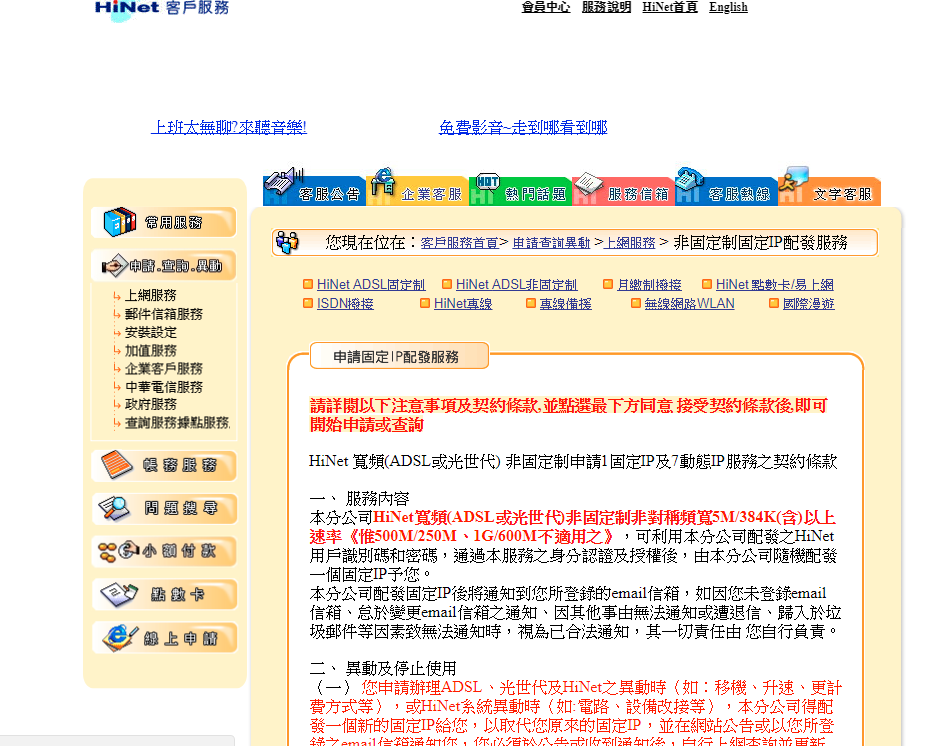 HiNet 客戶服務
會員中心 服務說明 HiNet首頁 English
上班太無聊?來聽音樂! 免費影音~走到哪看到哪
客服公告 企業客服 HOT 熱門話題 服務信箱 客服熱線 文字客服
常用服務
申請.查詢.異動
上網服務
郵件信箱服務
安裝設定
加值服務
企業客戶服務
中華電信服務
政府服務
查詢服務據點服務
帳務服務
問題搜尋
小額付款
點數卡
線上申請
您現在位在：客戶服務首頁> 申請查詢異動 >上網服務 > 非固定制固定IP配發服務
HiNet ADSL固定制 HiNet ADSL非固定制 月繳制撥接 HiNet 點數卡/易上網
ISDN撥接 HiNet專線 專線備援 無線網路WLAN 國際漫遊
申請固定IP配發服務
請詳閱以下注意事項及契約條款,並點選最下方同意 接受契約條款後,即可
開始申請或查詢
HiNet 寬頻(ADSL或光世代) 非固定制申請1固定IP及7動態IP服務之契約條款
一、 服務內容
本分公司HiNet寬頻(ADSL或光世代)非固定制非對稱頻寬5M/384K(含)以上
速率《惟500M/250M、1G/600M不適用之》，可利用本分公司配發之HiNet
用戶識別碼和密碼，通過本服務之身分認證及授權後，由本分公司隨機配發
一個固定IP予您。
本分公司配發固定IP後將通知到您所登錄的email信箱，如因您未登錄email
信箱、怠於變更email信箱之通知、因其他事由無法通知或遭退信、歸入於垃
圾郵件等因素致無法通知時，視為已合法通知，其一切責任由 您自行負責。
二、 異動及停止使用
（一） 您申請辦理ADSL、光世代及HiNet之異動時（如：移機、升速、更計
費方式等），或HiNet系統異動時（如:電路、設備改接等），本分公司得配
發一個新的固定IP給您，以取代您原來的固定IP，並在網站公告或以您所登
錄之email信箱通知您，您必須於公告或收到通知後，自行上網查詢並更新